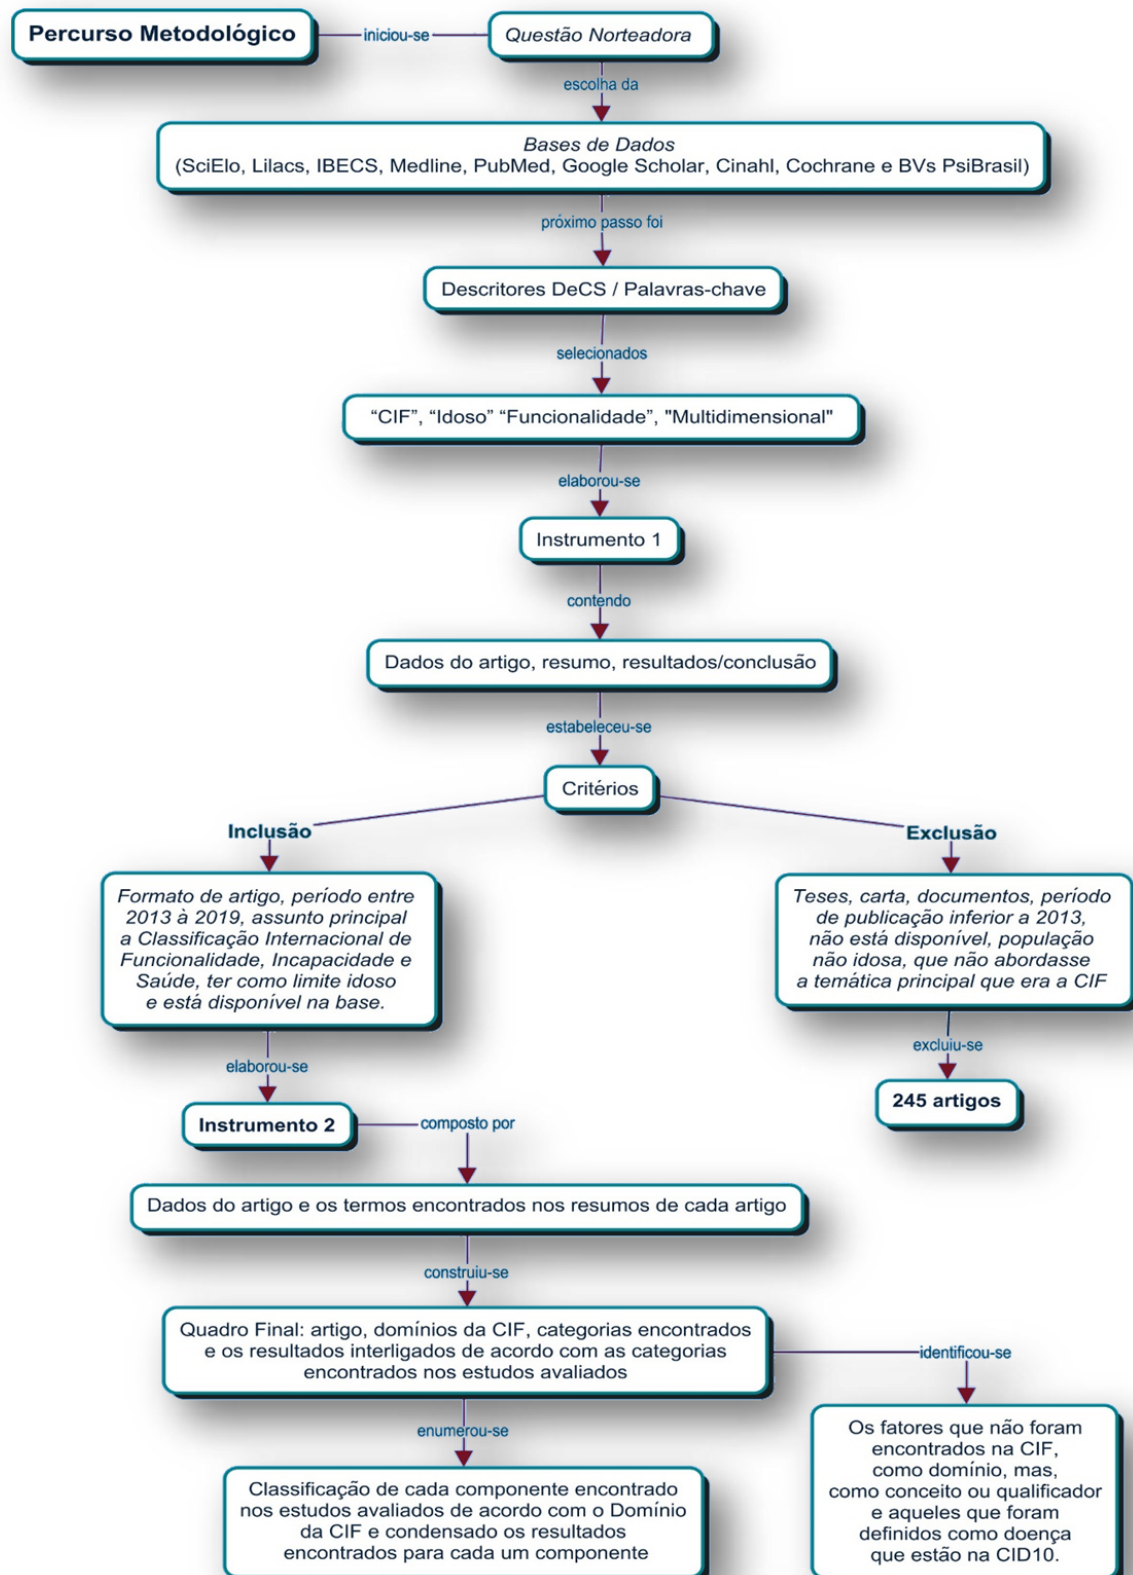 Percurso Metodológico
iniciou-se
Questão Norteadora
escolha da
Bases de Dados
(SciElo, Lilacs, IBECS, Medline, PubMed, Google Scholar, Cinahl, Cochrane e BVs PsiBrasil)
próximo passo foi
Descritores DeCS / Palavras-chave
selecionados
“CIF”, “Idoso” “Funcionalidade”, "Multidimensional"
elaborou-se
Instrumento 1
contendo
Dados do artigo, resumo, resultados/conclusão
estabeleceu-se
Critérios
Inclusão
Formato de artigo, período entre
2013 à 2019, assunto principal
a Classificação Internacional de
Funcionalidade, Incapacidade e
Saúde, ter como limite idoso
e está disponível na base.
Exclusão
Teses, carta, documentos, período
de publicação inferior a 2013,
não está disponível, população
não idosa, que não abordasse
a temática principal que era a CIF
excluiu-se
245 artigos
elaborou-se
Instrumento 2
composto por
Dados do artigo e os termos encontrados nos resumos de cada artigo
construiu-se
Quadro Final: artigo, domínios da CIF, categorias encontrados
e os resultados interligados de acordo com as categorias
encontrados nos estudos avaliados
identificou-se
Os fatores que não foram
encontrados na CIF,
como domínio, mas,
como conceito ou qualificador
e aqueles que foram
definidos como doença
que estão na CID10.
enumerou-se
Classificação de cada componente encontrado
nos estudos avaliados de acordo com o Domínio
da CIF e condensado os resultados
encontrados para cada um componente